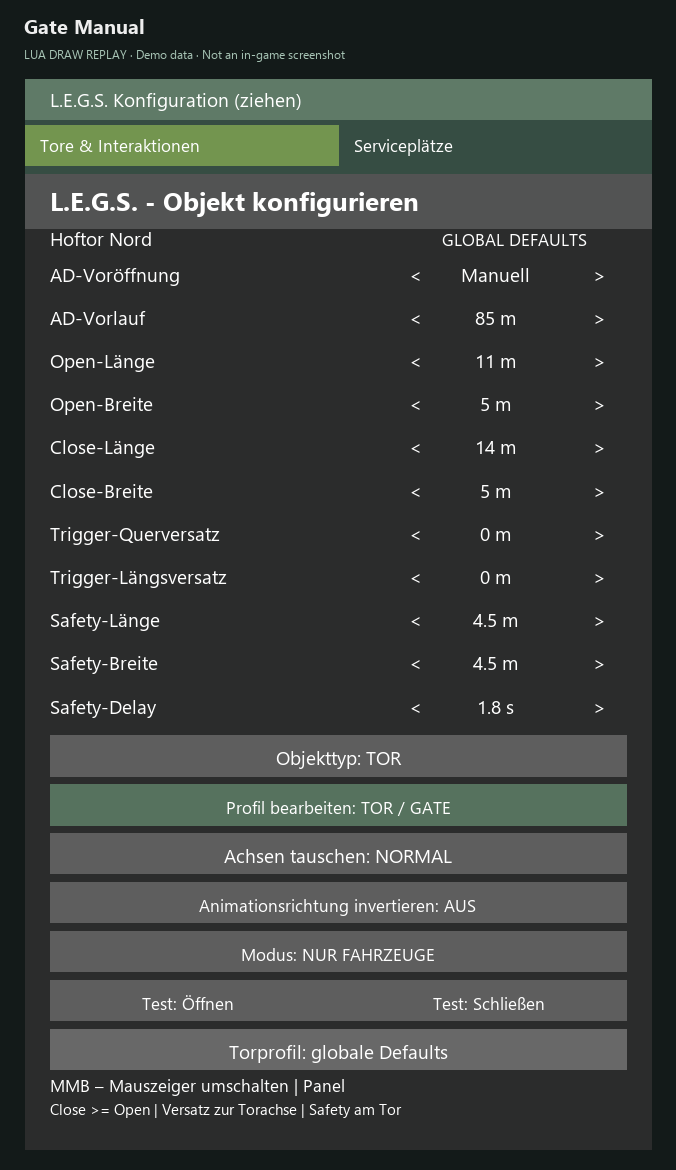 Gate Manual
LUA DRAW REPLAY · Demo data · Not an in-game screenshot
L.E.G.S. Konfiguration (ziehen)
Tore & Interaktionen Serviceplätze
L.E.G.S. - Objekt konfigurieren
Hoftor Nord GLOBAL DEFAULTS
AD-Voröffnung < Manuell >
AD-Vorlauf < 85 m >
Open-Länge < 11 m >
Open-Breite < 5 m >
Close-Länge < 14 m >
Close-Breite < 5 m >
Trigger-Querversatz < 0 m >
Trigger-Längsversatz < 0 m >
Safety-Länge < 4.5 m >
Safety-Breite < 4.5 m >
Safety-Delay < 1.8 s >
Objekttyp: TOR
Profil bearbeiten: TOR / GATE
Achsen tauschen: NORMAL
Animationsrichtung invertieren: AUS
Modus: NUR FAHRZEUGE
Test: Öffnen Test: Schließen
Torprofil: globale Defaults
MMB – Mauszeiger umschalten | Panel
Close >= Open | Versatz zur Torachse | Safety am Tor